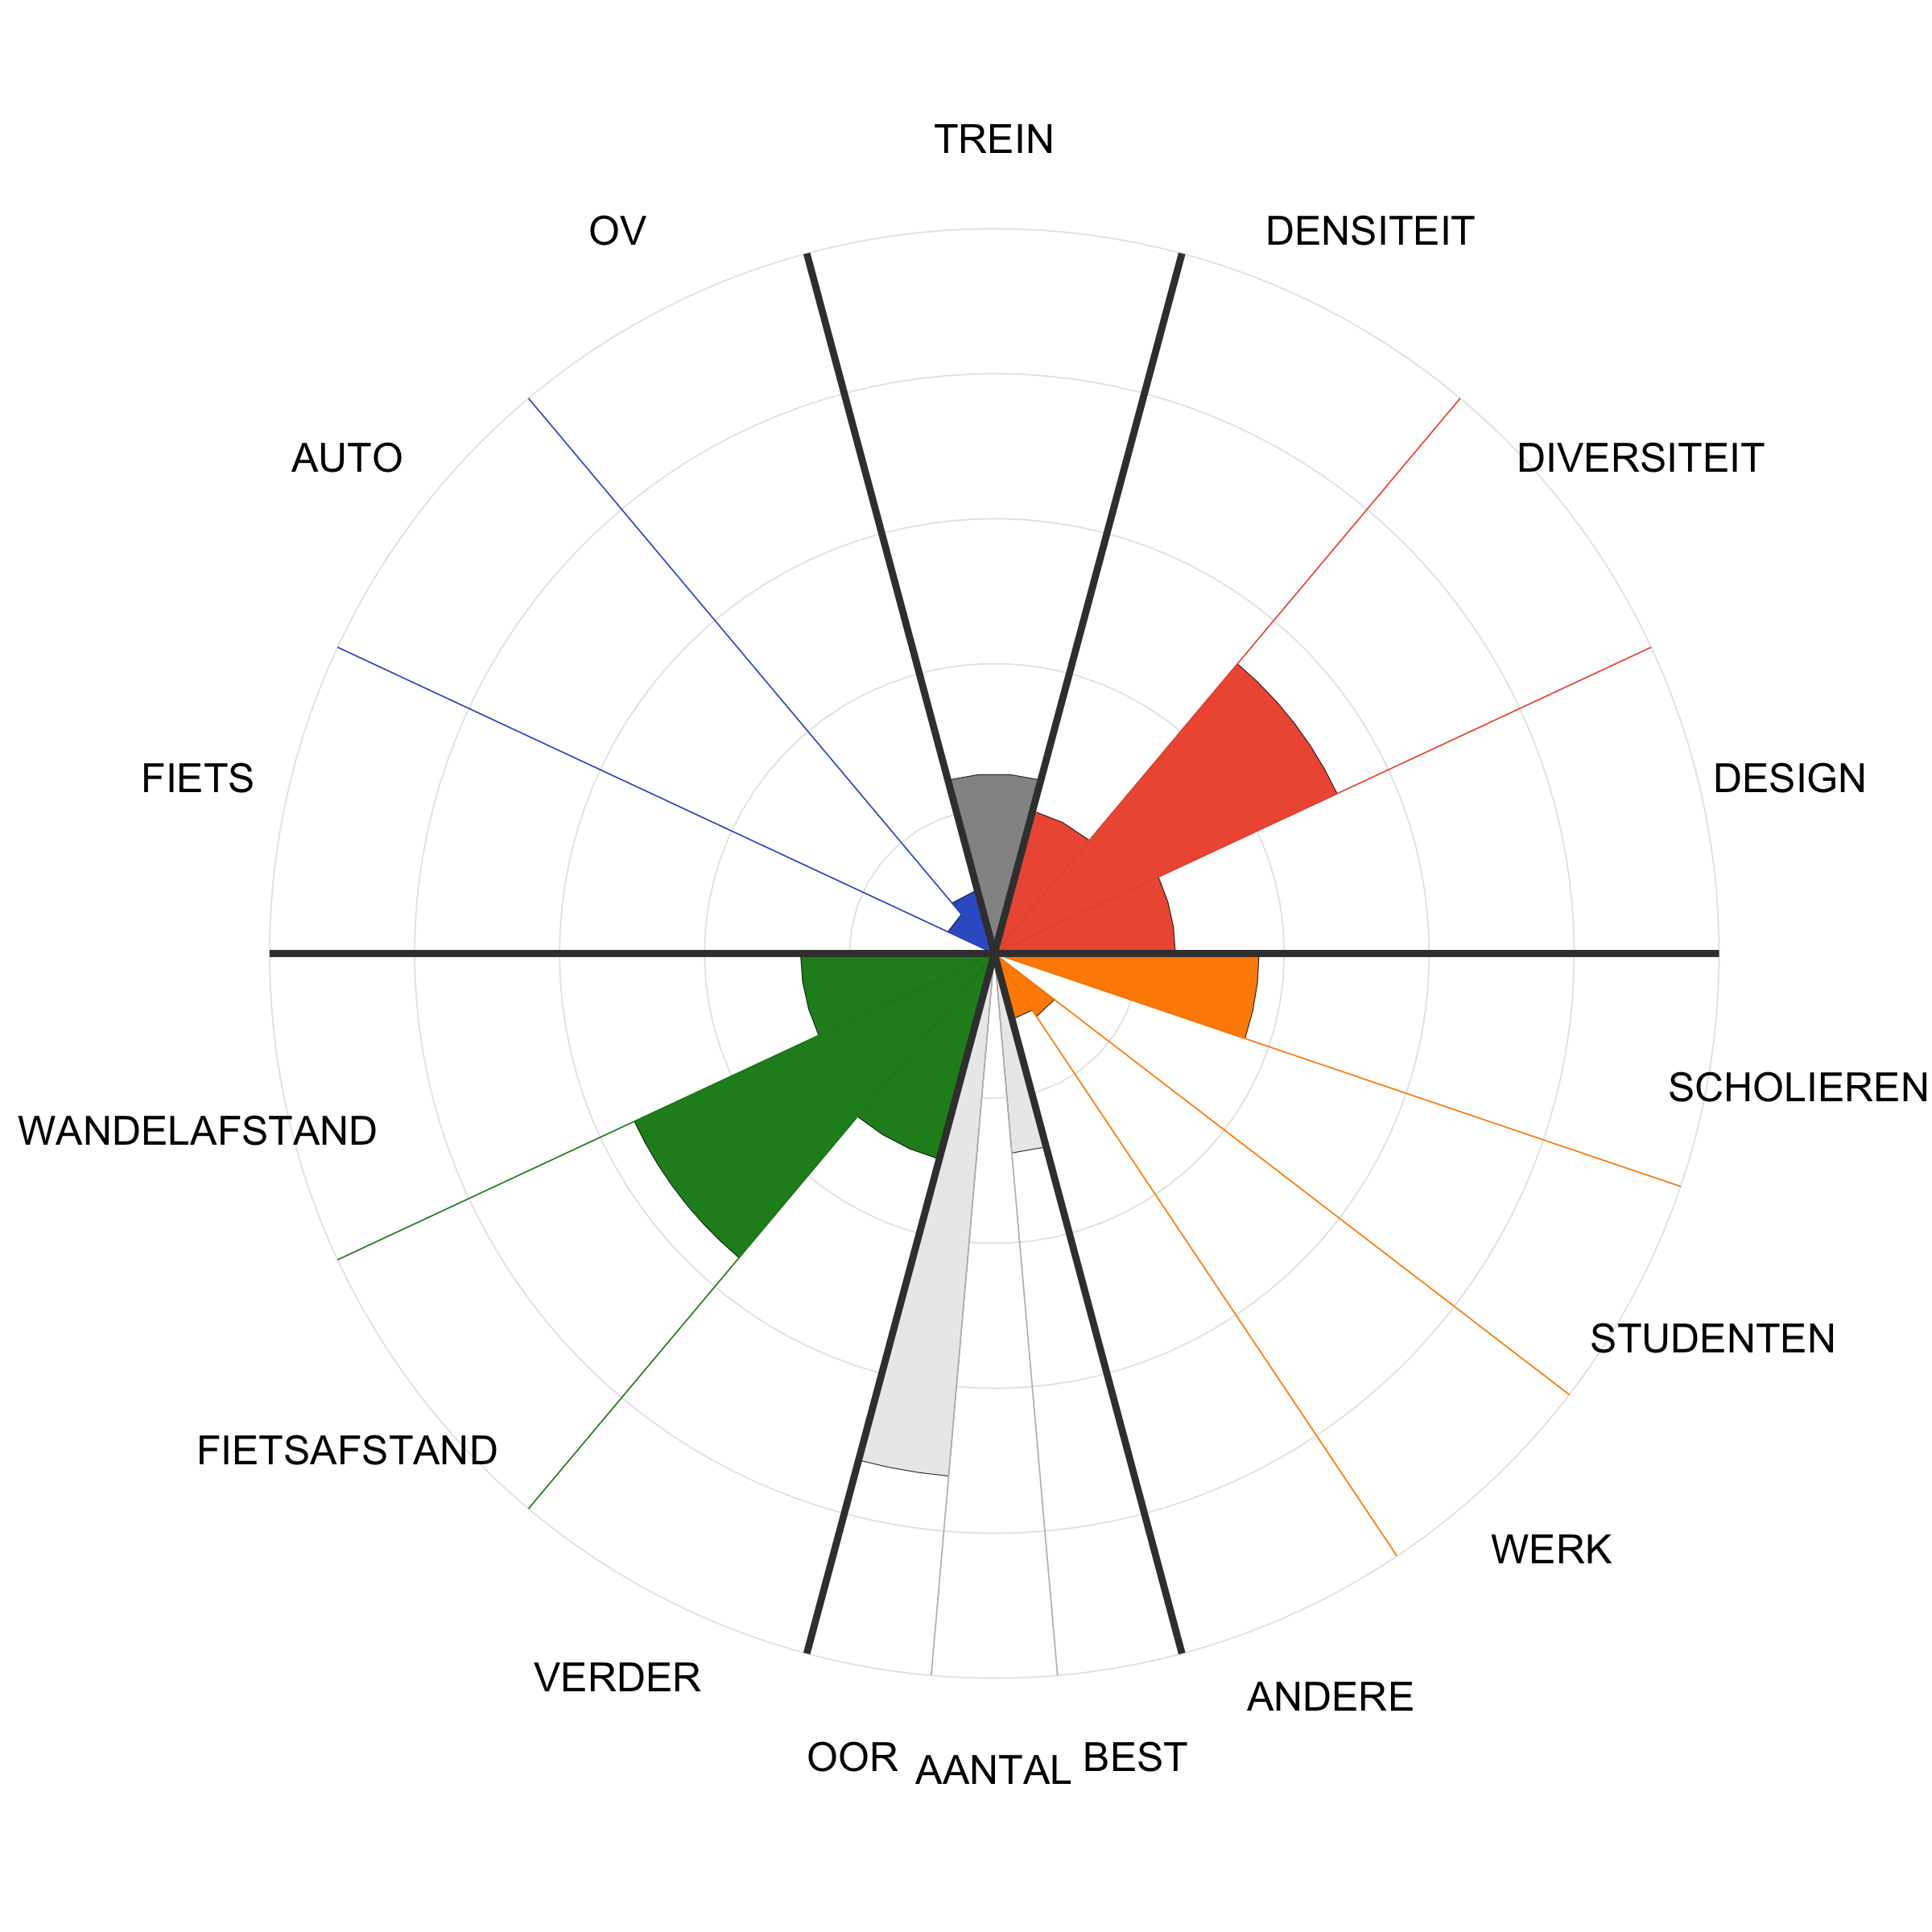 TREIN
OV
DENSITEIT
AUTO
DIVERSITEIT
FIETS
DESIGN
SCHOLIEREN
WANDELAFSTAND
STUDENTEN
FIETSAFSTAND
WERK
VERDER
ANDERE
OOR
AANTAL
BEST